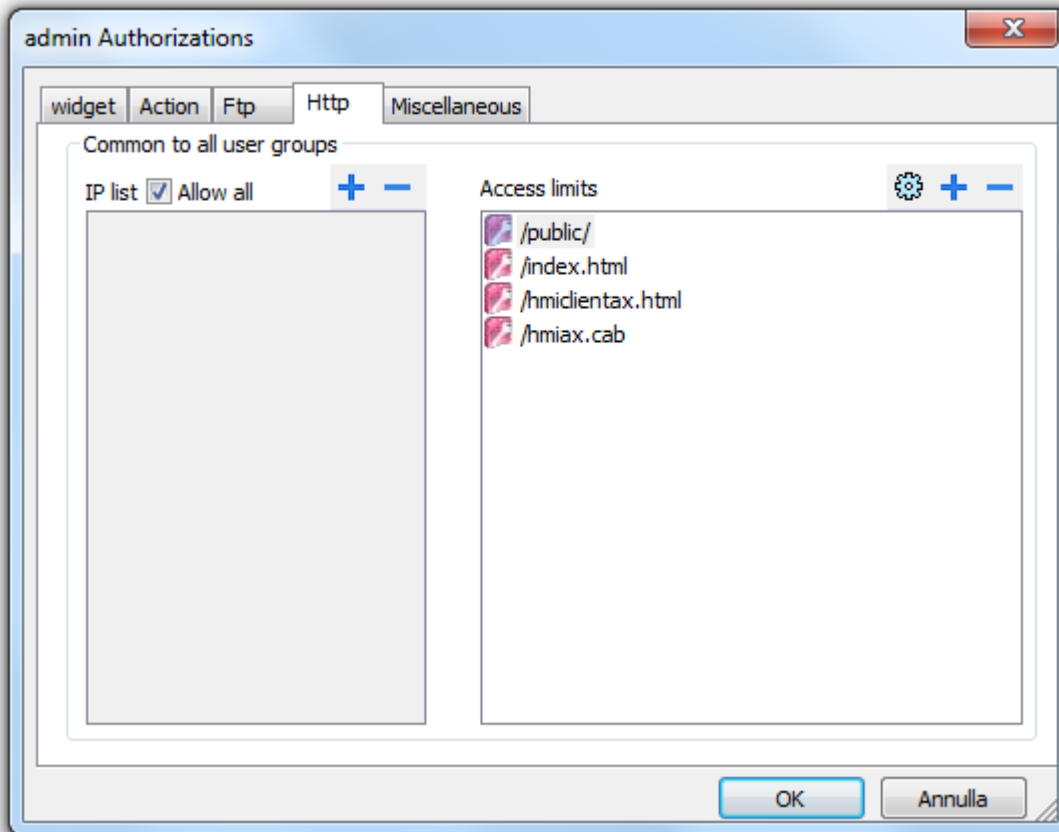 admin Authorizations
widget Action Ftp Http Miscellaneous
Common to all user groups
IP list Allow all
Access limits
/public/
/index.html
/hmiclientax.html
/hmiax.cab
OK Annulla